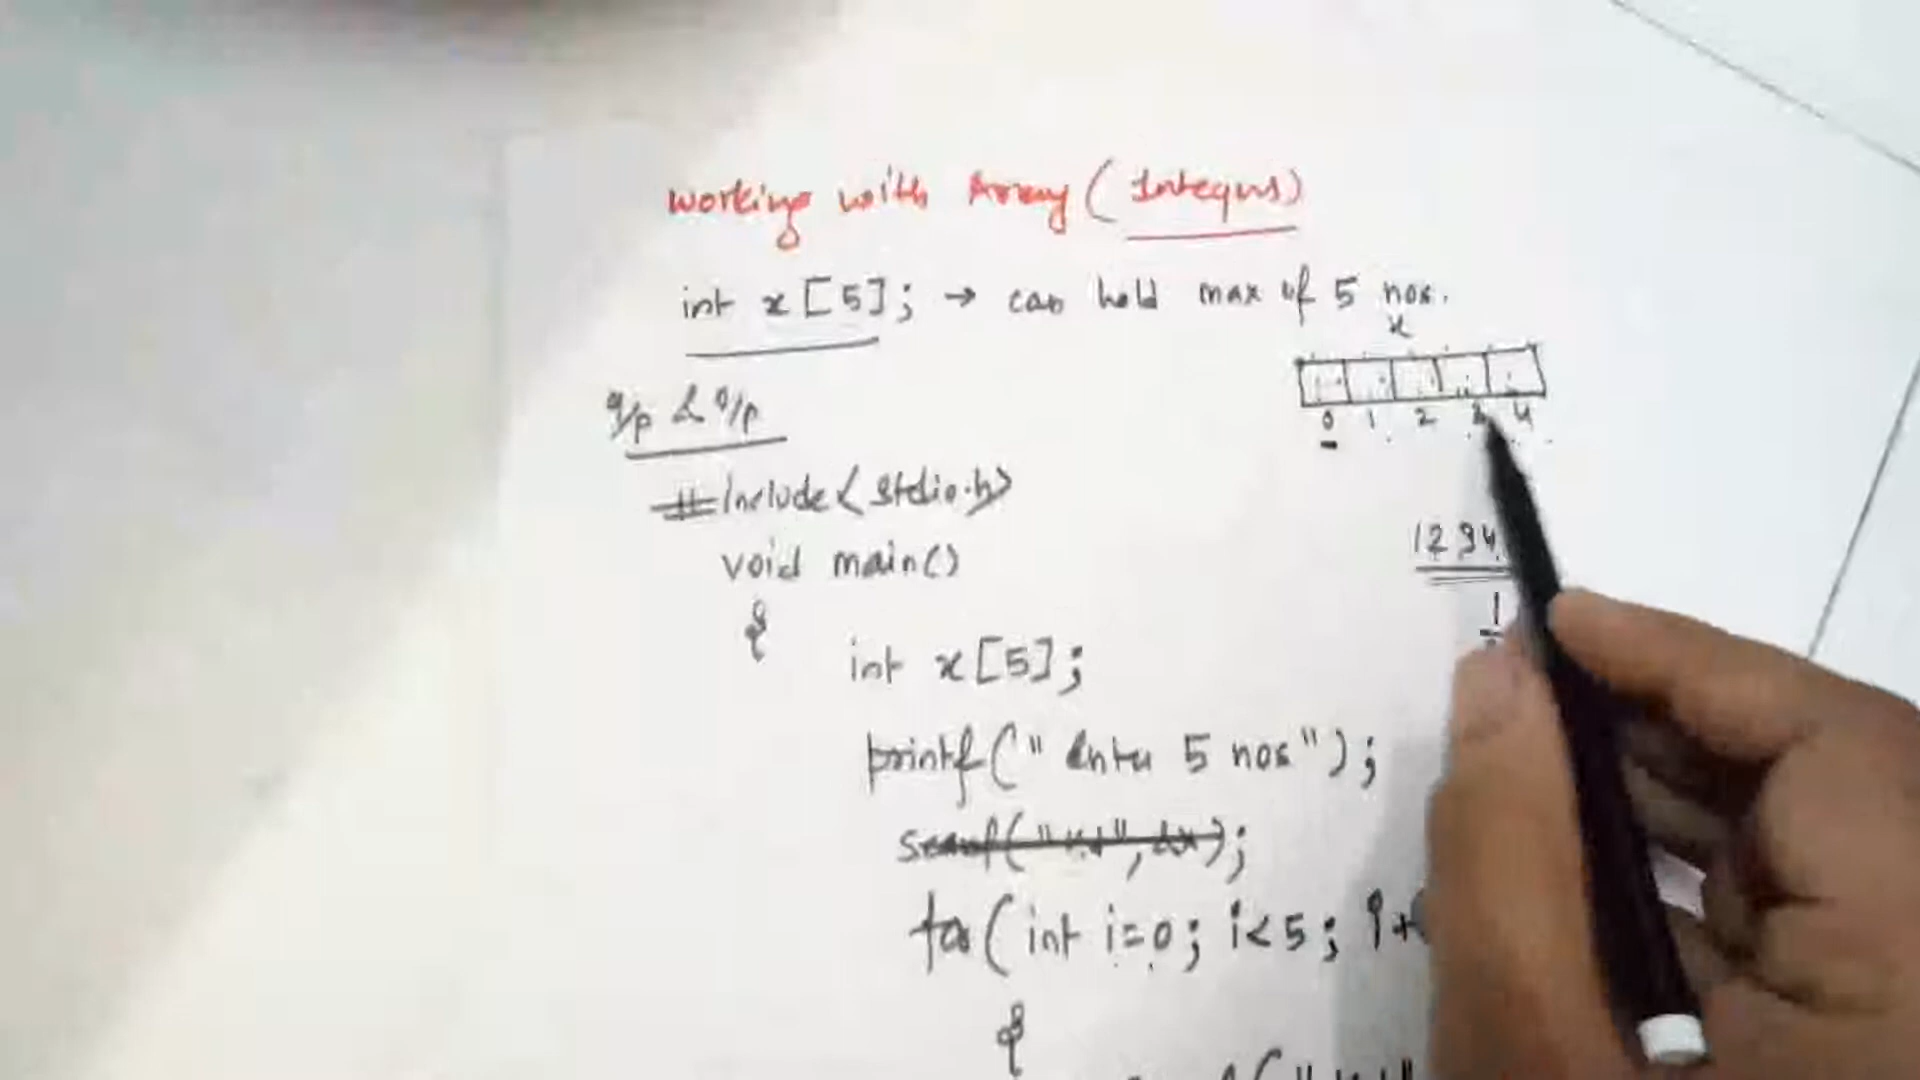 Working with Array (Integers)
int x[5]; → can hold max of 5 nos.
x
0 1 2 3 4
I/p & O/p
#include<stdio.h>
void main()
{
int x[5];
printf("Enter 5 nos");
scanf("%d",&x);
for(int i=0; i<5; i+
{